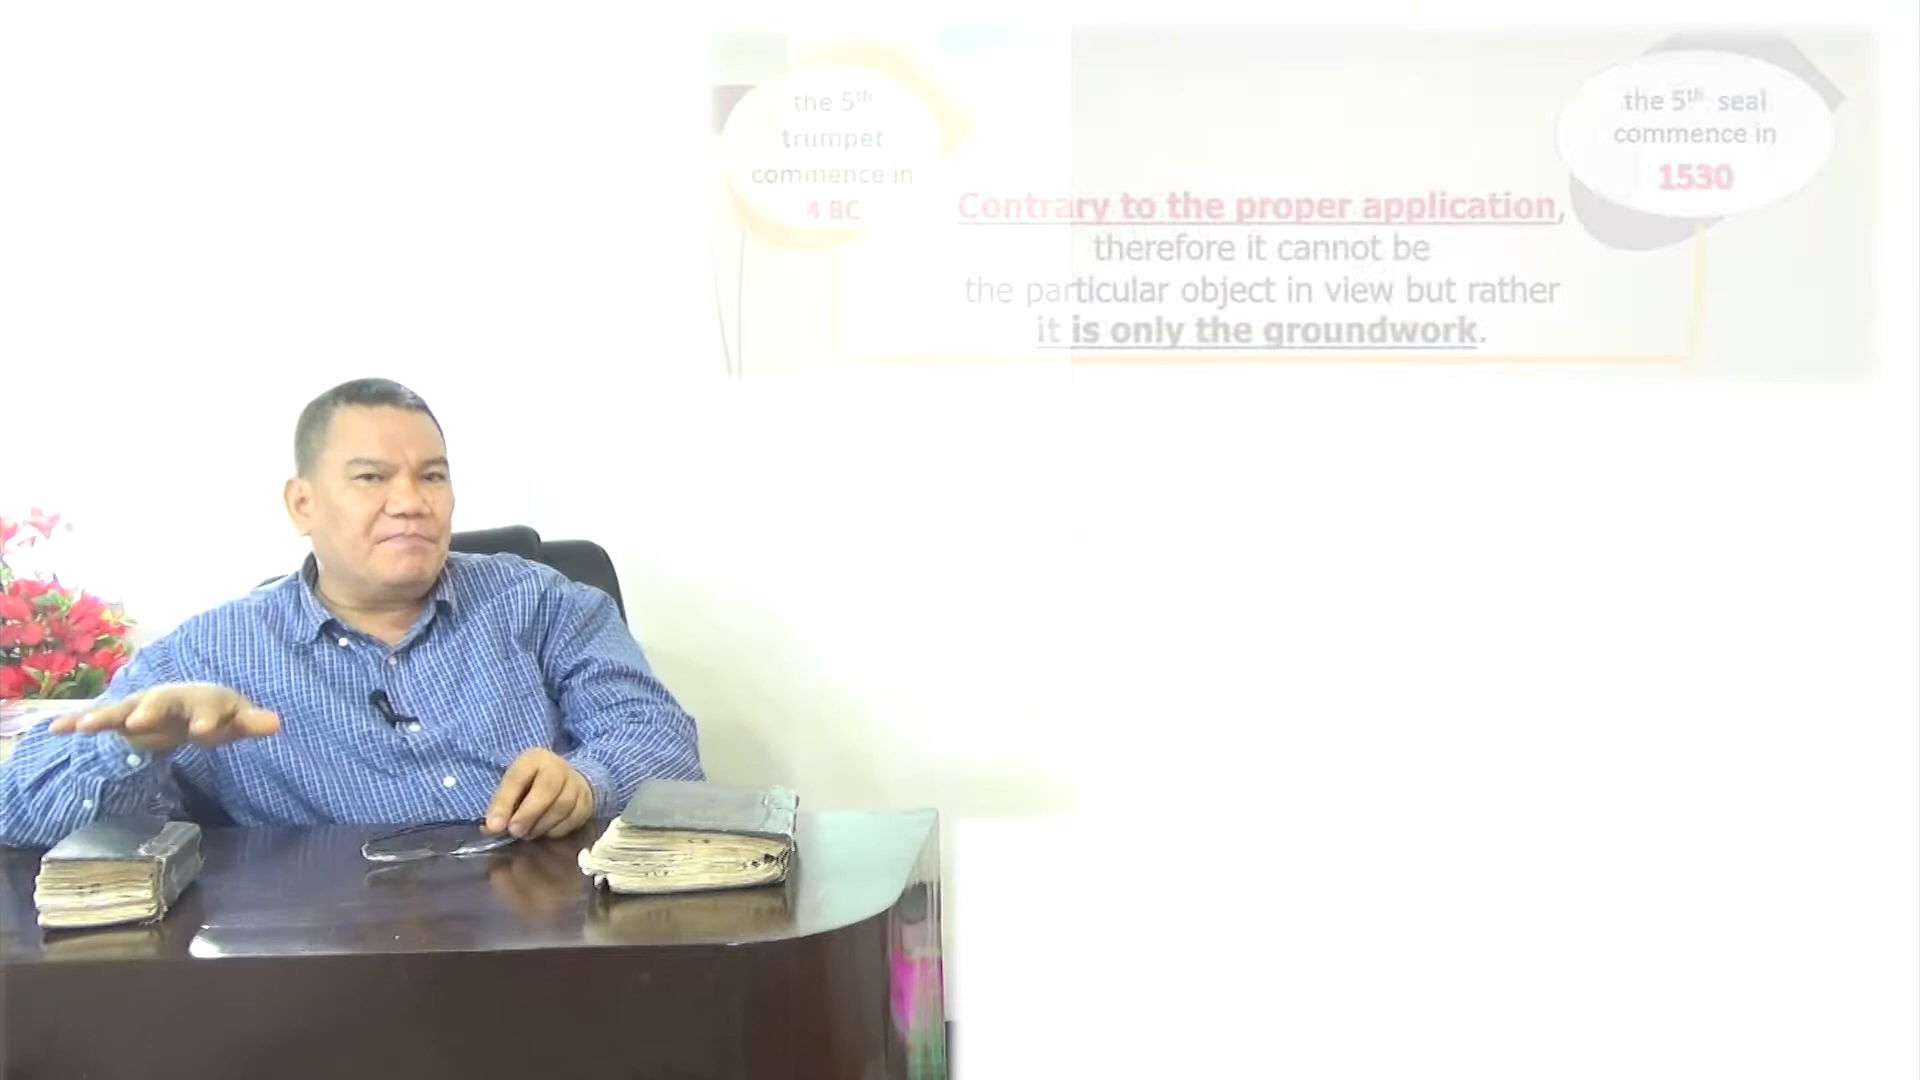 the 5th
trumpet
commence in
4 BC
the 5th seal
commence in
1530
Contrary to the proper application,
therefore it cannot be
the particular object in view but rather
it is only the groundwork.